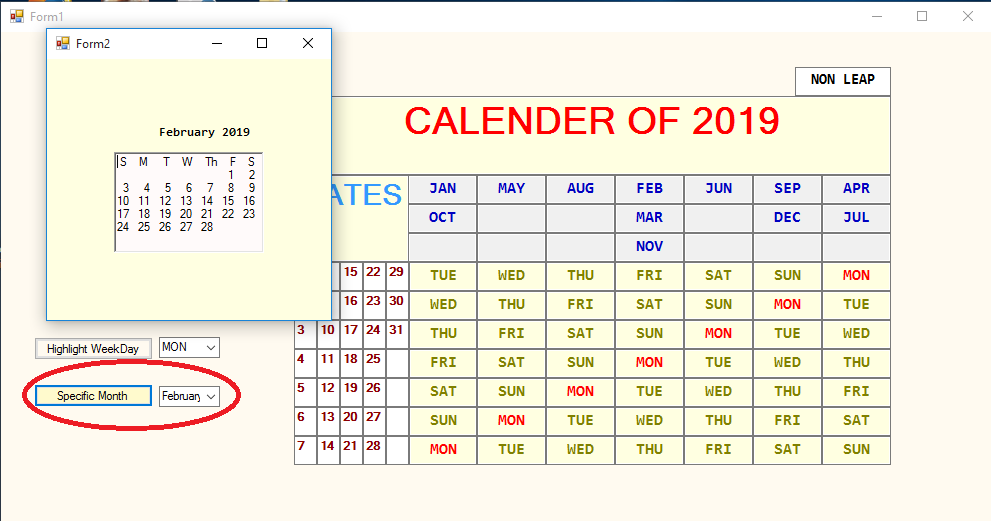 Form1
Form2
NON LEAP
CALENDER OF 2019
February 2019
S M T W Th F S
1 2
3 4 5 6 7 8 9
10 11 12 13 14 15 16
17 18 19 20 21 22 23
24 25 26 27 28
ATES
JAN MAY AUG FEB JUN SEP APR
OCT MAR DEC JUL
NOV
15 22 29 TUE WED THU FRI SAT SUN MON
16 23 30 WED THU FRI SAT SUN MON TUE
3 10 17 24 31 THU FRI SAT SUN MON TUE WED
4 11 18 25 FRI SAT SUN MON TUE WED THU
5 12 19 26 SAT SUN MON TUE WED THU FRI
6 13 20 27 SUN MON TUE WED THU FRI SAT
7 14 21 28 MON TUE WED THU FRI SAT SUN
Highlight WeekDay MON
Specific Month February